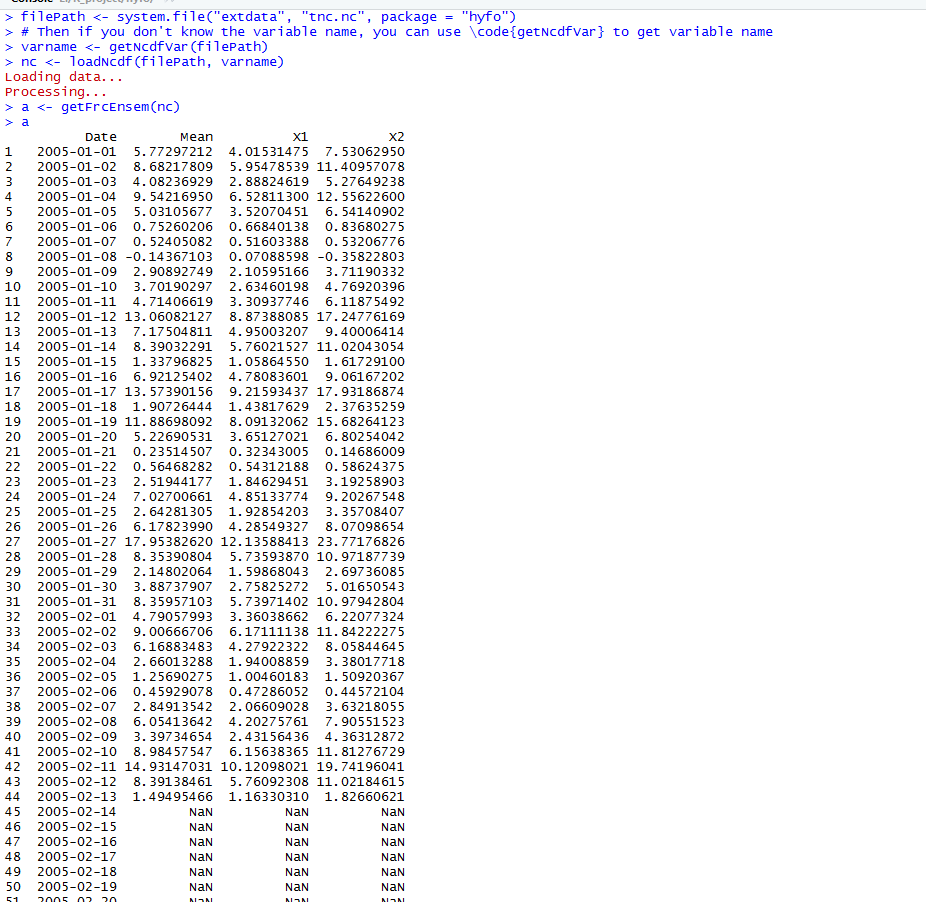 > filePath <- system.file("extdata", "tnc.nc", package = "hyfo")
> # Then if you don't know the variable name, you can use \code{getNcdfVar} to get variable name
> varname <- getNcdfVar(filePath)
> nc <- loadNcdf(filePath, varname)
Loading data...
Processing...
> a <- getFrcEnsem(nc)
> a
Date Mean X1 X2
1 2005-01-01 5.77297212 4.01531475 7.53062950
2 2005-01-02 8.68217809 5.95478539 11.40957078
3 2005-01-03 4.08236929 2.88824619 5.27649238
4 2005-01-04 9.54216950 6.52811300 12.55622600
5 2005-01-05 5.03105677 3.52070451 6.54140902
6 2005-01-06 0.75260206 0.66840138 0.83680275
7 2005-01-07 0.52405082 0.51603388 0.53206776
8 2005-01-08 -0.14367103 0.07088598 -0.35822803
9 2005-01-09 2.90892749 2.10595166 3.71190332
10 2005-01-10 3.70190297 2.63460198 4.76920396
11 2005-01-11 4.71406619 3.30937746 6.11875492
12 2005-01-12 13.06082127 8.87388085 17.24776169
13 2005-01-13 7.17504811 4.95003207 9.40006414
14 2005-01-14 8.39032291 5.76021527 11.02043054
15 2005-01-15 1.33796825 1.05864550 1.61729100
16 2005-01-16 6.92125402 4.78083601 9.06167202
17 2005-01-17 13.57390156 9.21593437 17.93186874
18 2005-01-18 1.90726444 1.43817629 2.37635259
19 2005-01-19 11.88698092 8.09132062 15.68264123
20 2005-01-20 5.22690531 3.65127021 6.80254042
21 2005-01-21 0.23514507 0.32343005 0.14686009
22 2005-01-22 0.56468282 0.54312188 0.58624375
23 2005-01-23 2.51944177 1.84629451 3.19258903
24 2005-01-24 7.02700661 4.85133774 9.20267548
25 2005-01-25 2.64281305 1.92854203 3.35708407
26 2005-01-26 6.17823990 4.28549327 8.07098654
27 2005-01-27 17.95382620 12.13588413 23.77176826
28 2005-01-28 8.35390804 5.73593870 10.97187739
29 2005-01-29 2.14802064 1.59868043 2.69736085
30 2005-01-30 3.88737907 2.75825272 5.01650543
31 2005-01-31 8.35957103 5.73971402 10.97942804
32 2005-02-01 4.79057993 3.36038662 6.22077324
33 2005-02-02 9.00666706 6.17111138 11.84222275
34 2005-02-03 6.16883483 4.27922322 8.05844645
35 2005-02-04 2.66013288 1.94008859 3.38017718
36 2005-02-05 1.25690275 1.00460183 1.50920367
37 2005-02-06 0.45929078 0.47286052 0.44572104
38 2005-02-07 2.84913542 2.06609028 3.63218055
39 2005-02-08 6.05413642 4.20275761 7.90551523
40 2005-02-09 3.39734654 2.43156436 4.36312872
41 2005-02-10 8.98457547 6.15638365 11.81276729
42 2005-02-11 14.93147031 10.12098021 19.74196041
43 2005-02-12 8.39138461 5.76092308 11.02184615
44 2005-02-13 1.49495466 1.16330310 1.82660621
45 2005-02-14 NaN NaN NaN
46 2005-02-15 NaN NaN NaN
47 2005-02-16 NaN NaN NaN
48 2005-02-17 NaN NaN NaN
49 2005-02-18 NaN NaN NaN
50 2005-02-19 NaN NaN NaN
51 2005-02-20 NaN NaN NaN